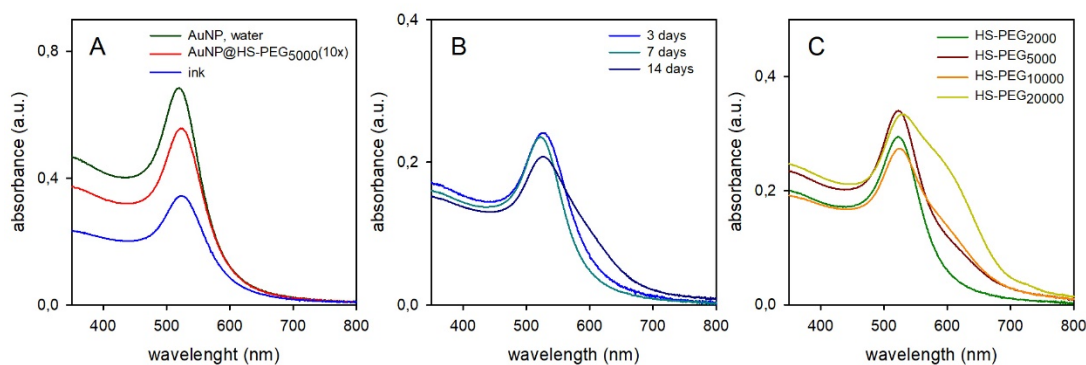 A
AuNP, water
AuNP@HS-PEG5000(10x)
ink
absorbance (a.u.)
0,8
0,4
0,0
400 500 600 700 800
wavelenght (nm)
B
3 days
7 days
14 days
absorbance (a.u.)
0,4
0,2
0,0
400 500 600 700 800
wavelength (nm)
C
HS-PEG2000
HS-PEG5000
HS-PEG10000
HS-PEG20000
absorbance (a.u.)
0,4
0,2
0,0
400 500 600 700 800
wavelength (nm)